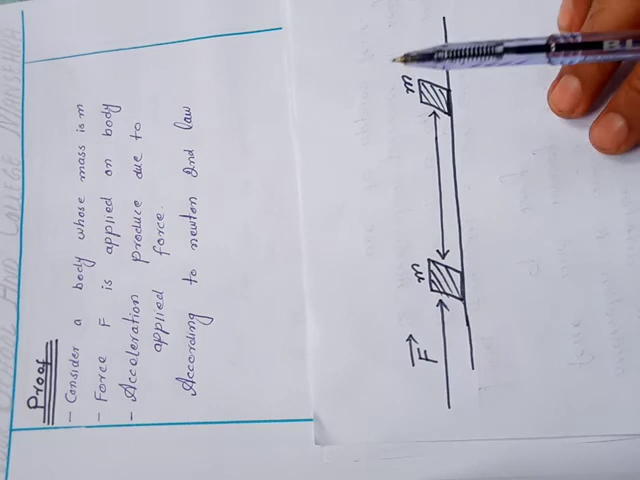 Proof
- Consider a body whose mass is m
- Force F is applied on body
- Acceleration produce due to
applied force.
According to newton 2nd law
F
m
m